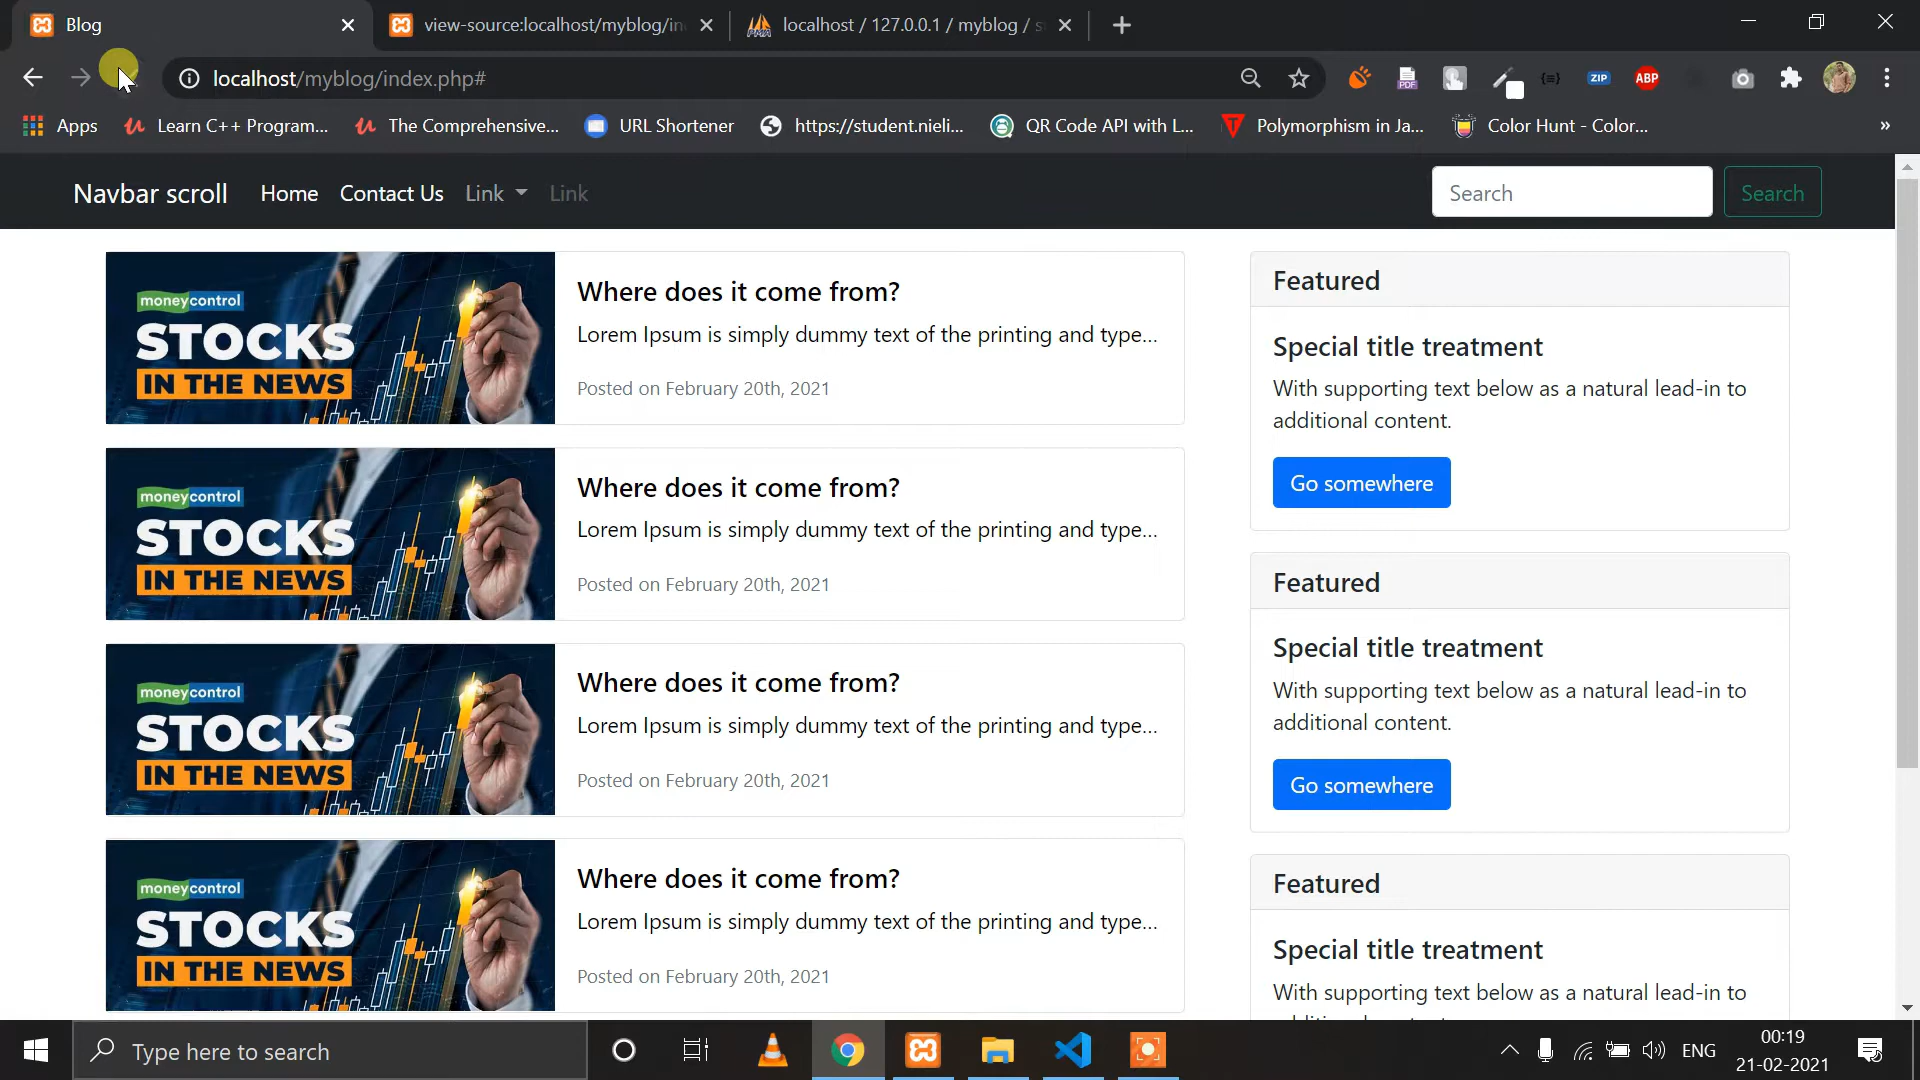 Blog
view-source:localhost/myblog/in
localhost / 127.0.0.1 / myblog / s
localhost/myblog/index.php#
PDF
ZIP
ABP
Apps
Learn C++ Program...
The Comprehensive...
URL Shortener
https://student.nieli...
QR Code API with L...
Polymorphism in Ja...
Color Hunt - Color...
»
Navbar scroll
Home
Contact Us
Link
Link
Search
Search
moneycontrol
STOCKS
IN THE NEWS
Where does it come from?
Lorem Ipsum is simply dummy text of the printing and type...
Posted on February 20th, 2021
moneycontrol
STOCKS
IN THE NEWS
Where does it come from?
Lorem Ipsum is simply dummy text of the printing and type...
Posted on February 20th, 2021
moneycontrol
STOCKS
IN THE NEWS
Where does it come from?
Lorem Ipsum is simply dummy text of the printing and type...
Posted on February 20th, 2021
moneycontrol
STOCKS
IN THE NEWS
Where does it come from?
Lorem Ipsum is simply dummy text of the printing and type...
Posted on February 20th, 2021
Featured
Special title treatment
With supporting text below as a natural lead-in to
additional content.
Go somewhere
Featured
Special title treatment
With supporting text below as a natural lead-in to
additional content.
Go somewhere
Featured
Special title treatment
With supporting text below as a natural lead-in to
Type here to search
ENG
00:19
21-02-2021